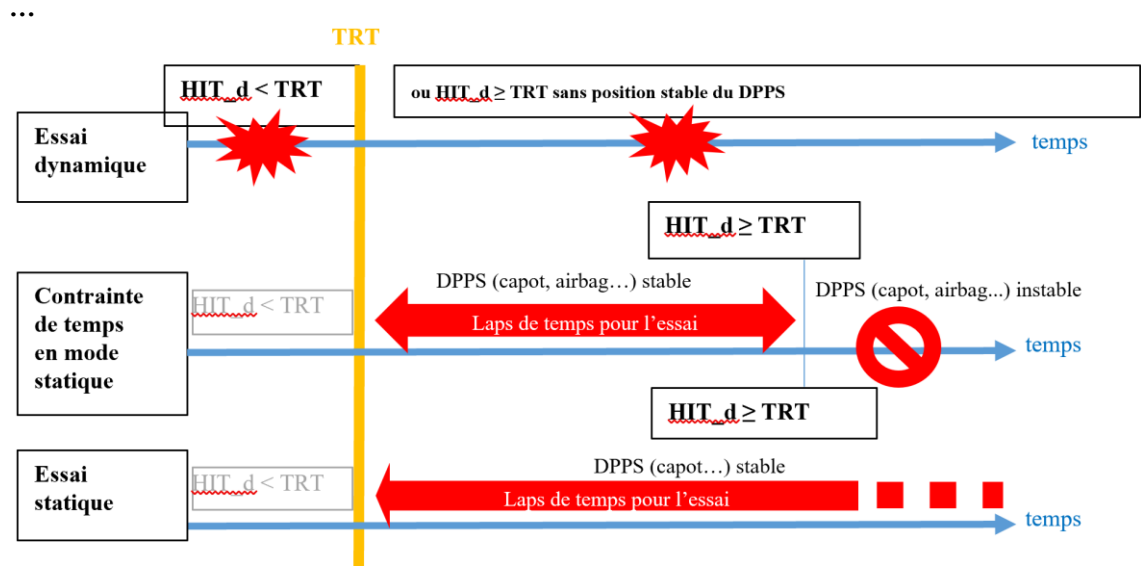 ...
TRT
HIT_d < TRT
ou HIT_d ≥ TRT sans position stable du DPPS
Essai
dynamique
temps
HIT_d ≥ TRT
DPPS (capot, airbag…) stable
DPPS (capot, airbag...) instable
Contrainte
de temps
en mode
statique
HIT_d < TRT
Laps de temps pour l’essai
temps
HIT_d ≥ TRT
DPPS (capot…) stable
Essai
statique
HIT_d < TRT
Laps de temps pour l’essai
temps